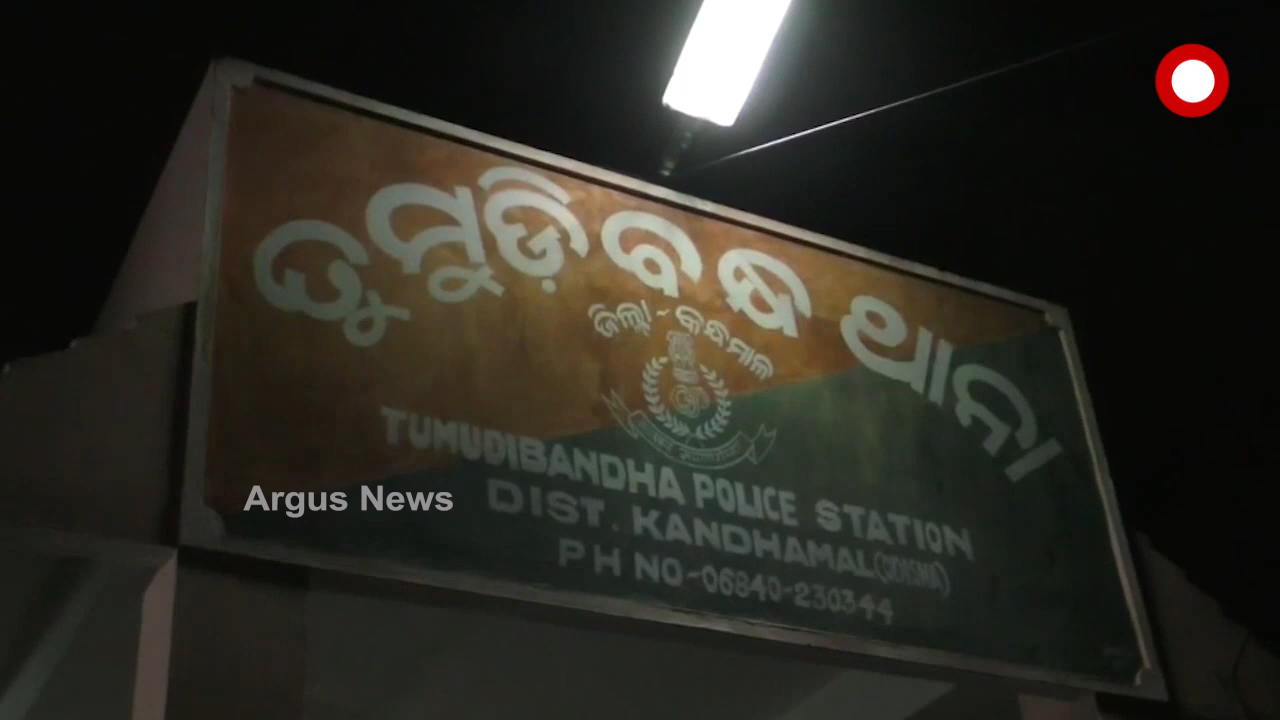 ତୁମୁଡ଼ିବନ୍ଧ ଥାନା
ଜିଲ୍ଲା - କନ୍ଧମାଳ
TUMUDIBANDHA POLICE STATION
DIST. KANDHAMAL (ODISHA)
PH NO-06840-230344
Argus News